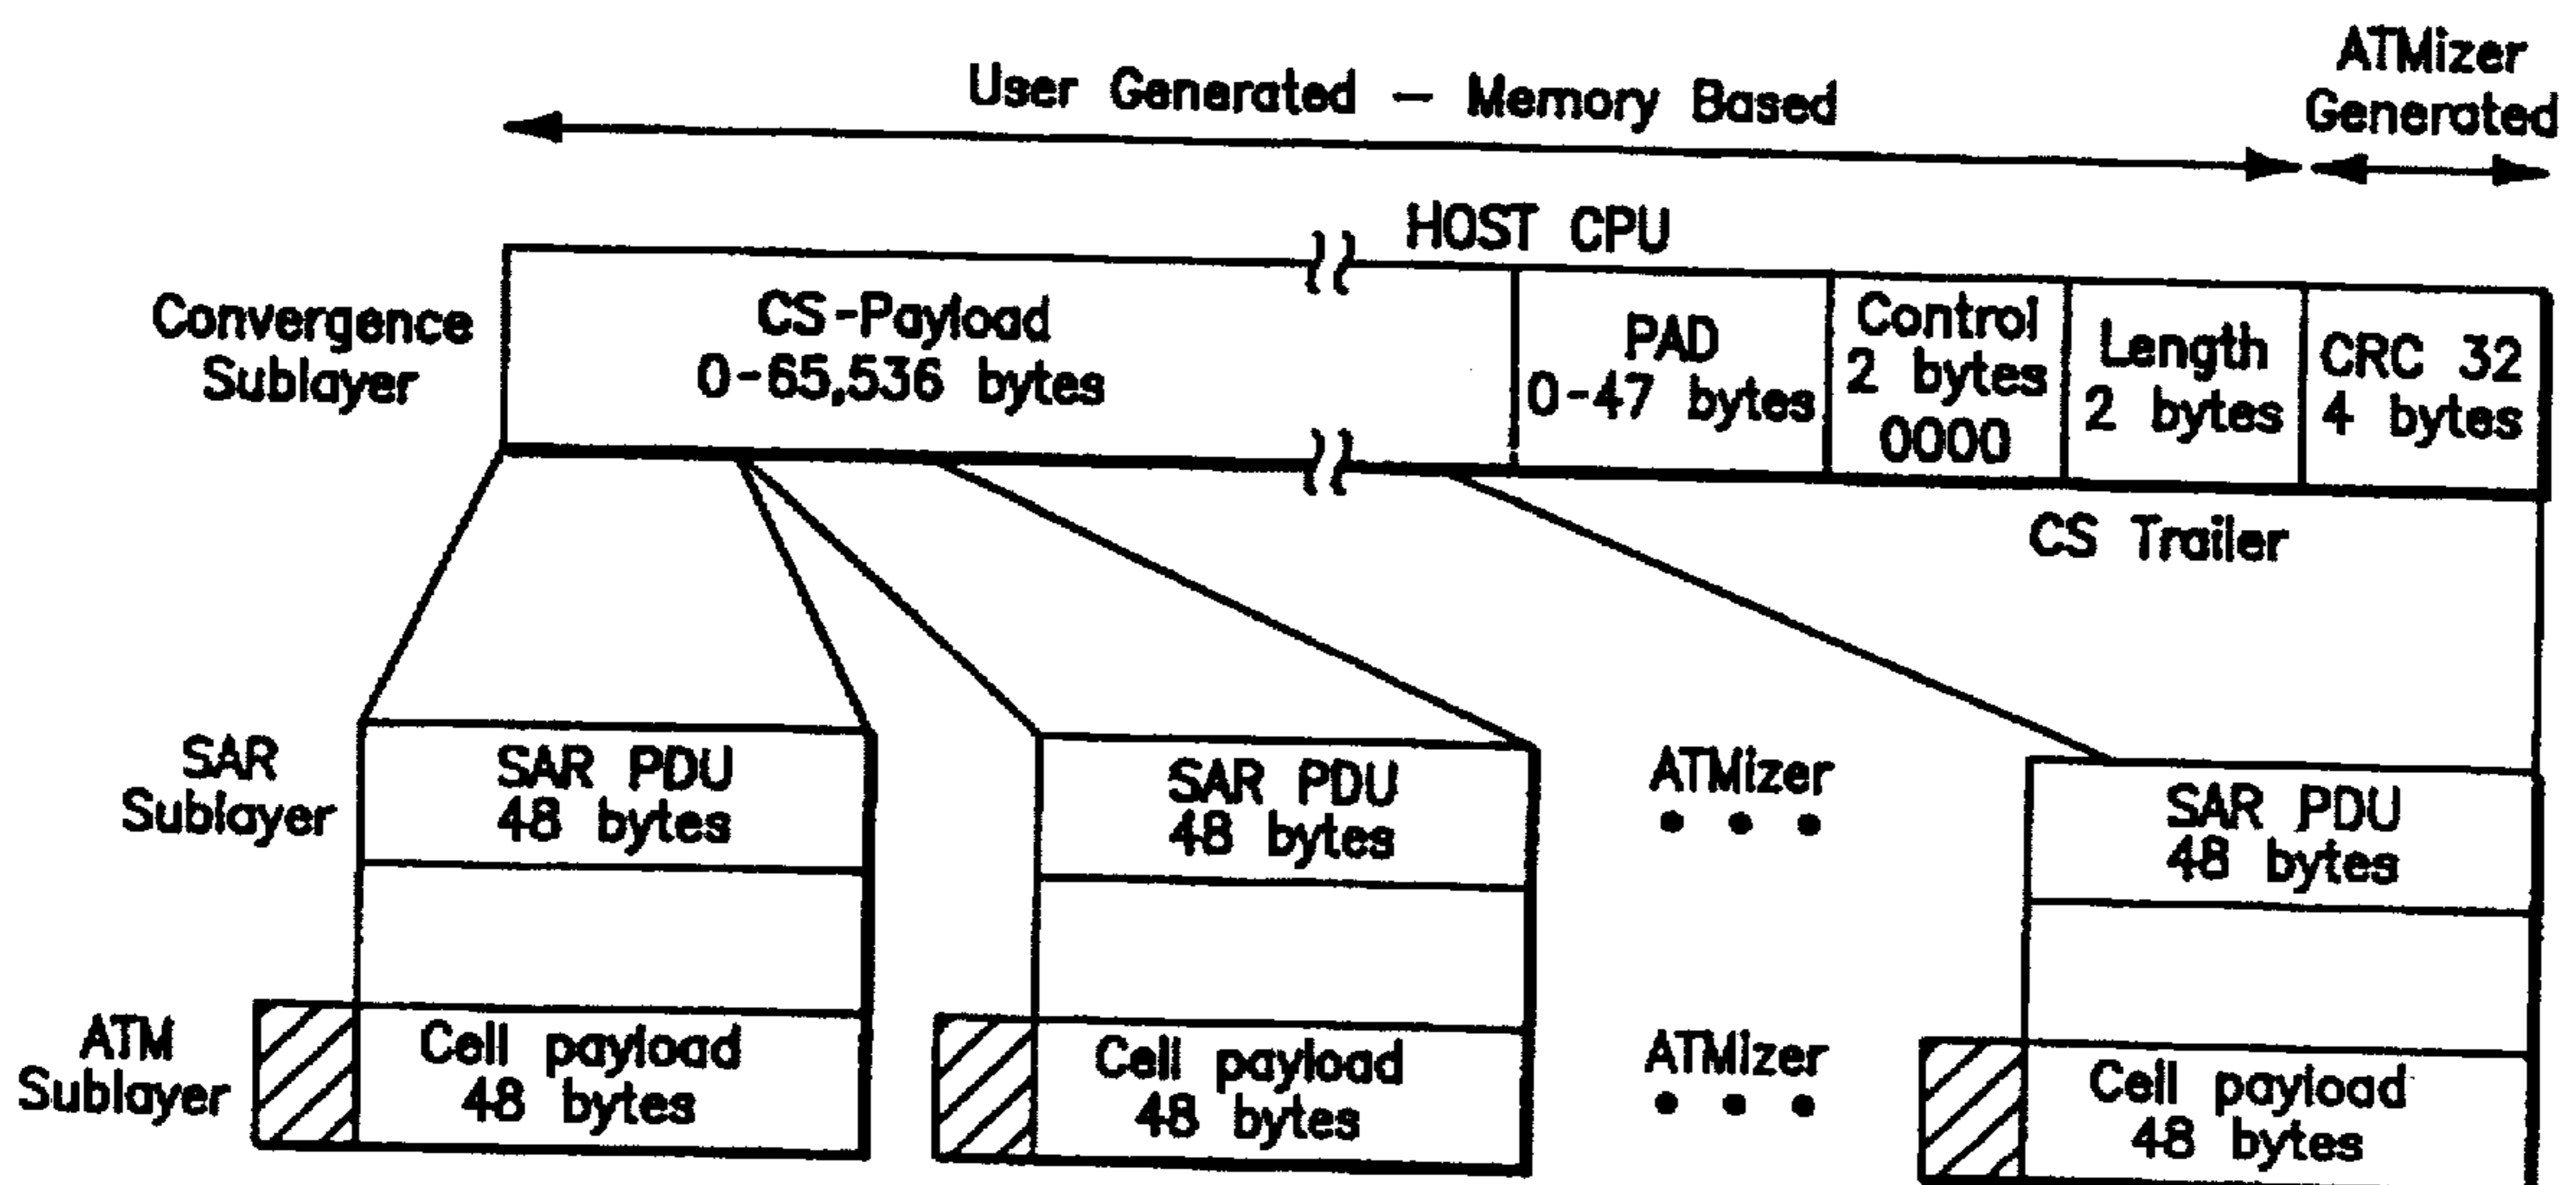 ATMizer
Generated
User Generated – Memory Based
HOST CPU
Convergence
Sublayer
CS-Payload
0-65,536 bytes
PAD
0-47 bytes
Control
2 bytes
0000
Length
2 bytes
CRC 32
4 bytes
CS Trailer
SAR
Sublayer
SAR PDU
48 bytes
SAR PDU
48 bytes
ATMizer
• • •
SAR PDU
48 bytes
ATM
Sublayer
Cell payload
48 bytes
Cell payload
48 bytes
ATMizer
• • •
Cell payload
48 bytes